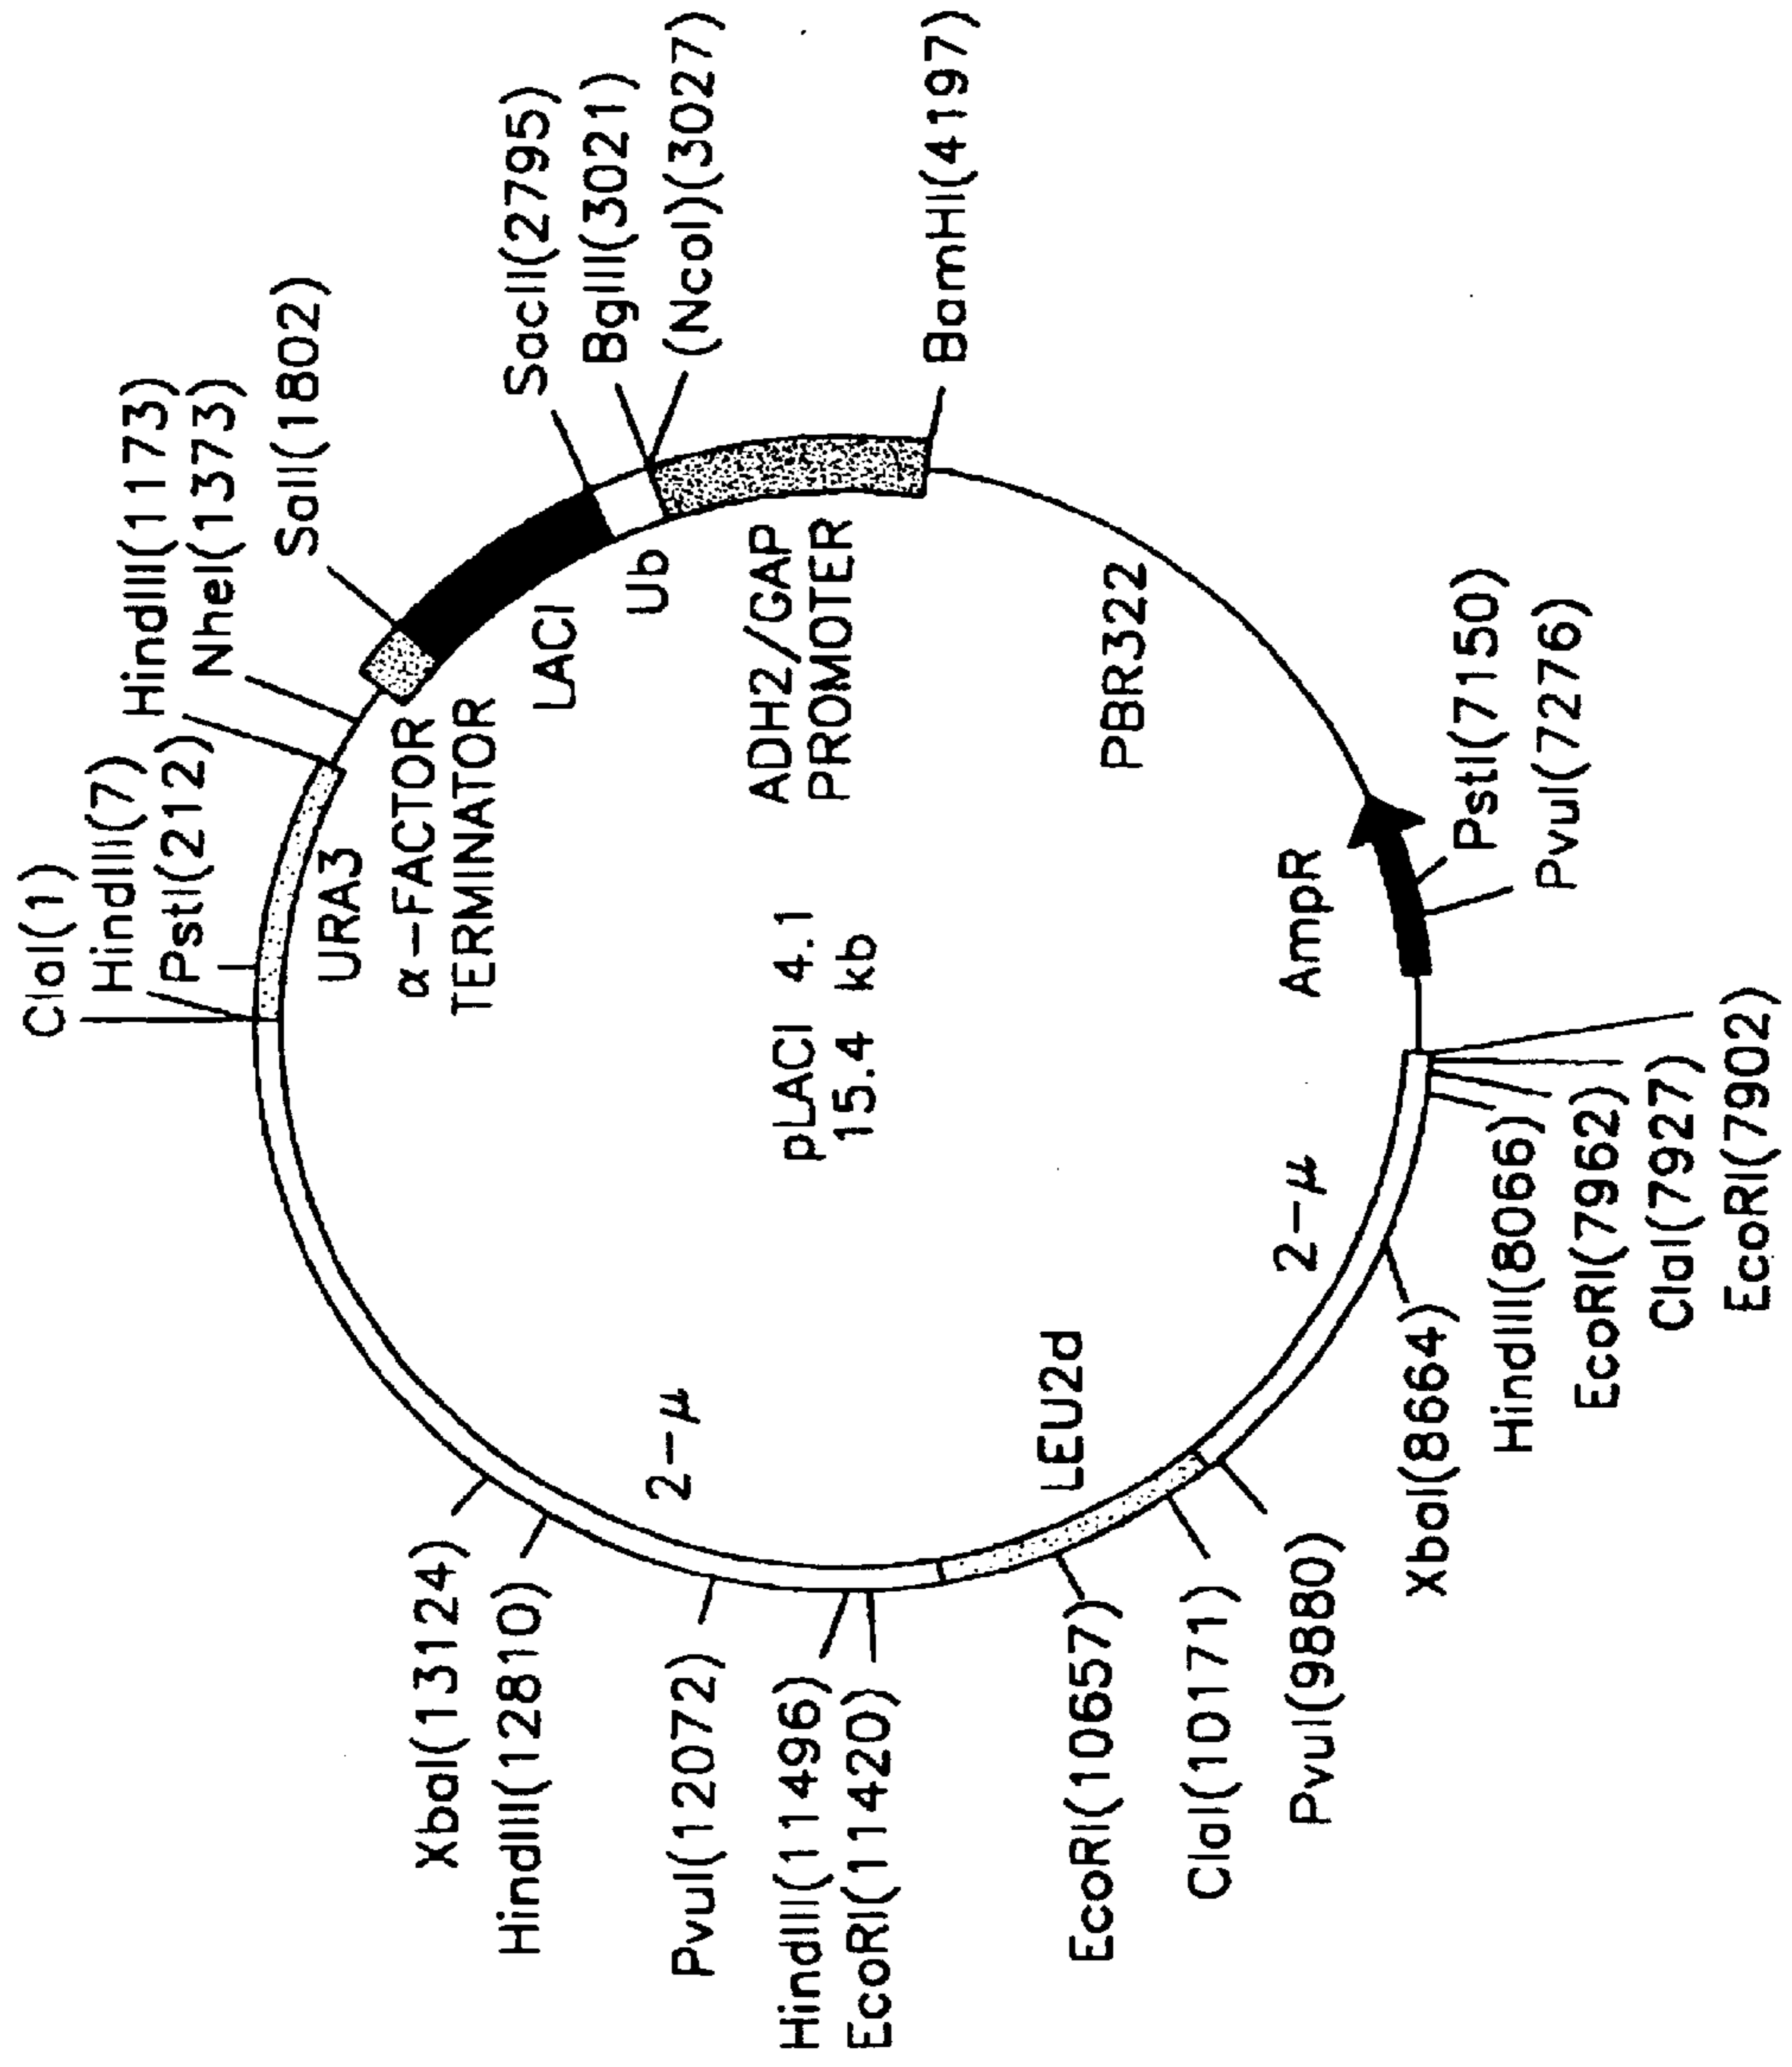 ClaI(1)
HindIII(7)
PstI(212)
HindIII(1173)
NheI(1373)
SalI(1802)
SacII(2795)
BglII(3021)
(NcoI)(3027)
BamHI(4197)
PstI(7150)
PvuI(7276)
EcoRI(7902)
ClaI(7927)
EcoRI(7962)
HindIII(8066)
XbaI(8664)
PvuI(9880)
ClaI(10171)
EcoRI(10657)
EcoRI(11420)
HindIII(11496)
PvuI(12072)
HindIII(12810)
XbaI(13124)
URA3
α-FACTOR
TERMINATOR
LACI
Ub
ADH2/GAP
PROMOTER
PBR322
AmpR
2-μ
LEU2d
2-μ
pLACI 4.1
15.4 kb